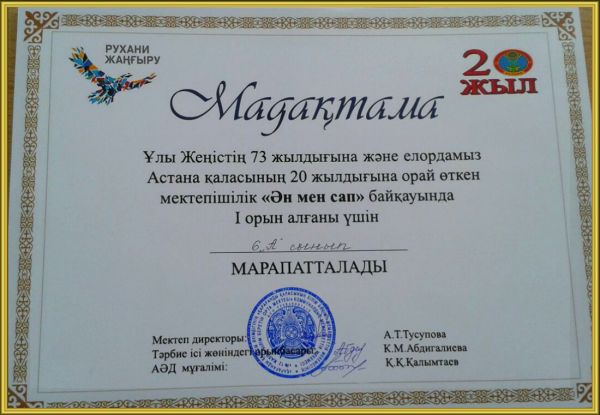 РУХАНИ
ЖАҢҒЫРУ
20
ЖЫЛ
Мадақтама
Ұлы Жеңістің 73 жылдығына және елордамыз
Астана қаласының 20 жылдығына орай өткен
мектепішілік «Ән мен сап» байқауында
I орын алғаны үшін
6 "А" сынып
МАРАПАТТАЛАДЫ
Мектеп директоры: А.Т.Тусупова
Тәрбие ісі жөніндегі орынбасары: К.М.Абдигалиева
АӘД мұғалімі: Қ.Қ.Қалымтаев